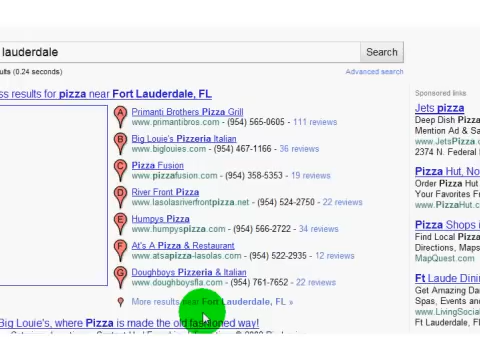 lauderdale
Search
ults (0.24 seconds)
Advanced search
ss results for pizza near Fort Lauderdale, FL
A Primanti Brothers Pizza Grill
www.primantibros.com - (954) 565-0605 - 111 reviews
B Big Louie's Pizzeria Italian
www.biglouies.com - (954) 467-1166 - 36 reviews
C Pizza Fusion
www.pizzafusion.com - (954) 358-5353 - 19 reviews
D River Front Pizza
www.lasolasriverfrontpizza.net - (954) 524-2750 - 22 reviews
E Humpys Pizza
www.humpyspizza.com - (954) 566-2722 - 34 reviews
F At's A Pizza & Restaurant
www.atsapizza-lasolas.com - (954) 522-2935 - 12 reviews
G Doughboys Pizzeria & Italian
www.doughboysfla.com - (954) 761-7652 - 22 reviews
More results near Fort Lauderdale, FL »
Big Louie's, where Pizza is made the old fashioned way!
Sponsored links
Jets pizza
Deep Dish Pizza
Mention Ad & Sa
www.JetsPizza.c
2374 N. Federal
Pizza Hut, No
Order Pizza Hut
Your Favorites F
www.PizzaHut.c
Pizza Shops i
Find Local Pizza
Directions, Maps
MapQuest.com
Ft Laude Dinin
Get Amazing Dai
Spas, Events and
www.LivingSocial
Ft Lauderdale, FL